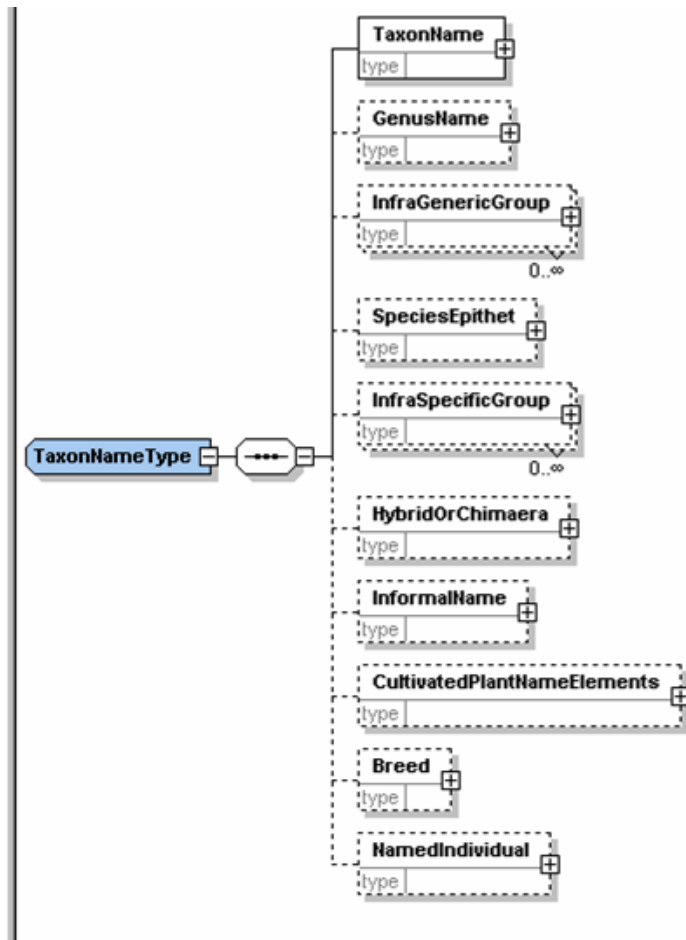 TaxonName
type
GenusName
type
InfraGenericGroup
type
0..∞
SpeciesEpithet
type
InfraSpecificGroup
type
0..∞
TaxonNameType
HybridOrChimaera
type
InformalName
type
CultivatedPlantNameElements
type
Breed
type
NamedIndividual
type